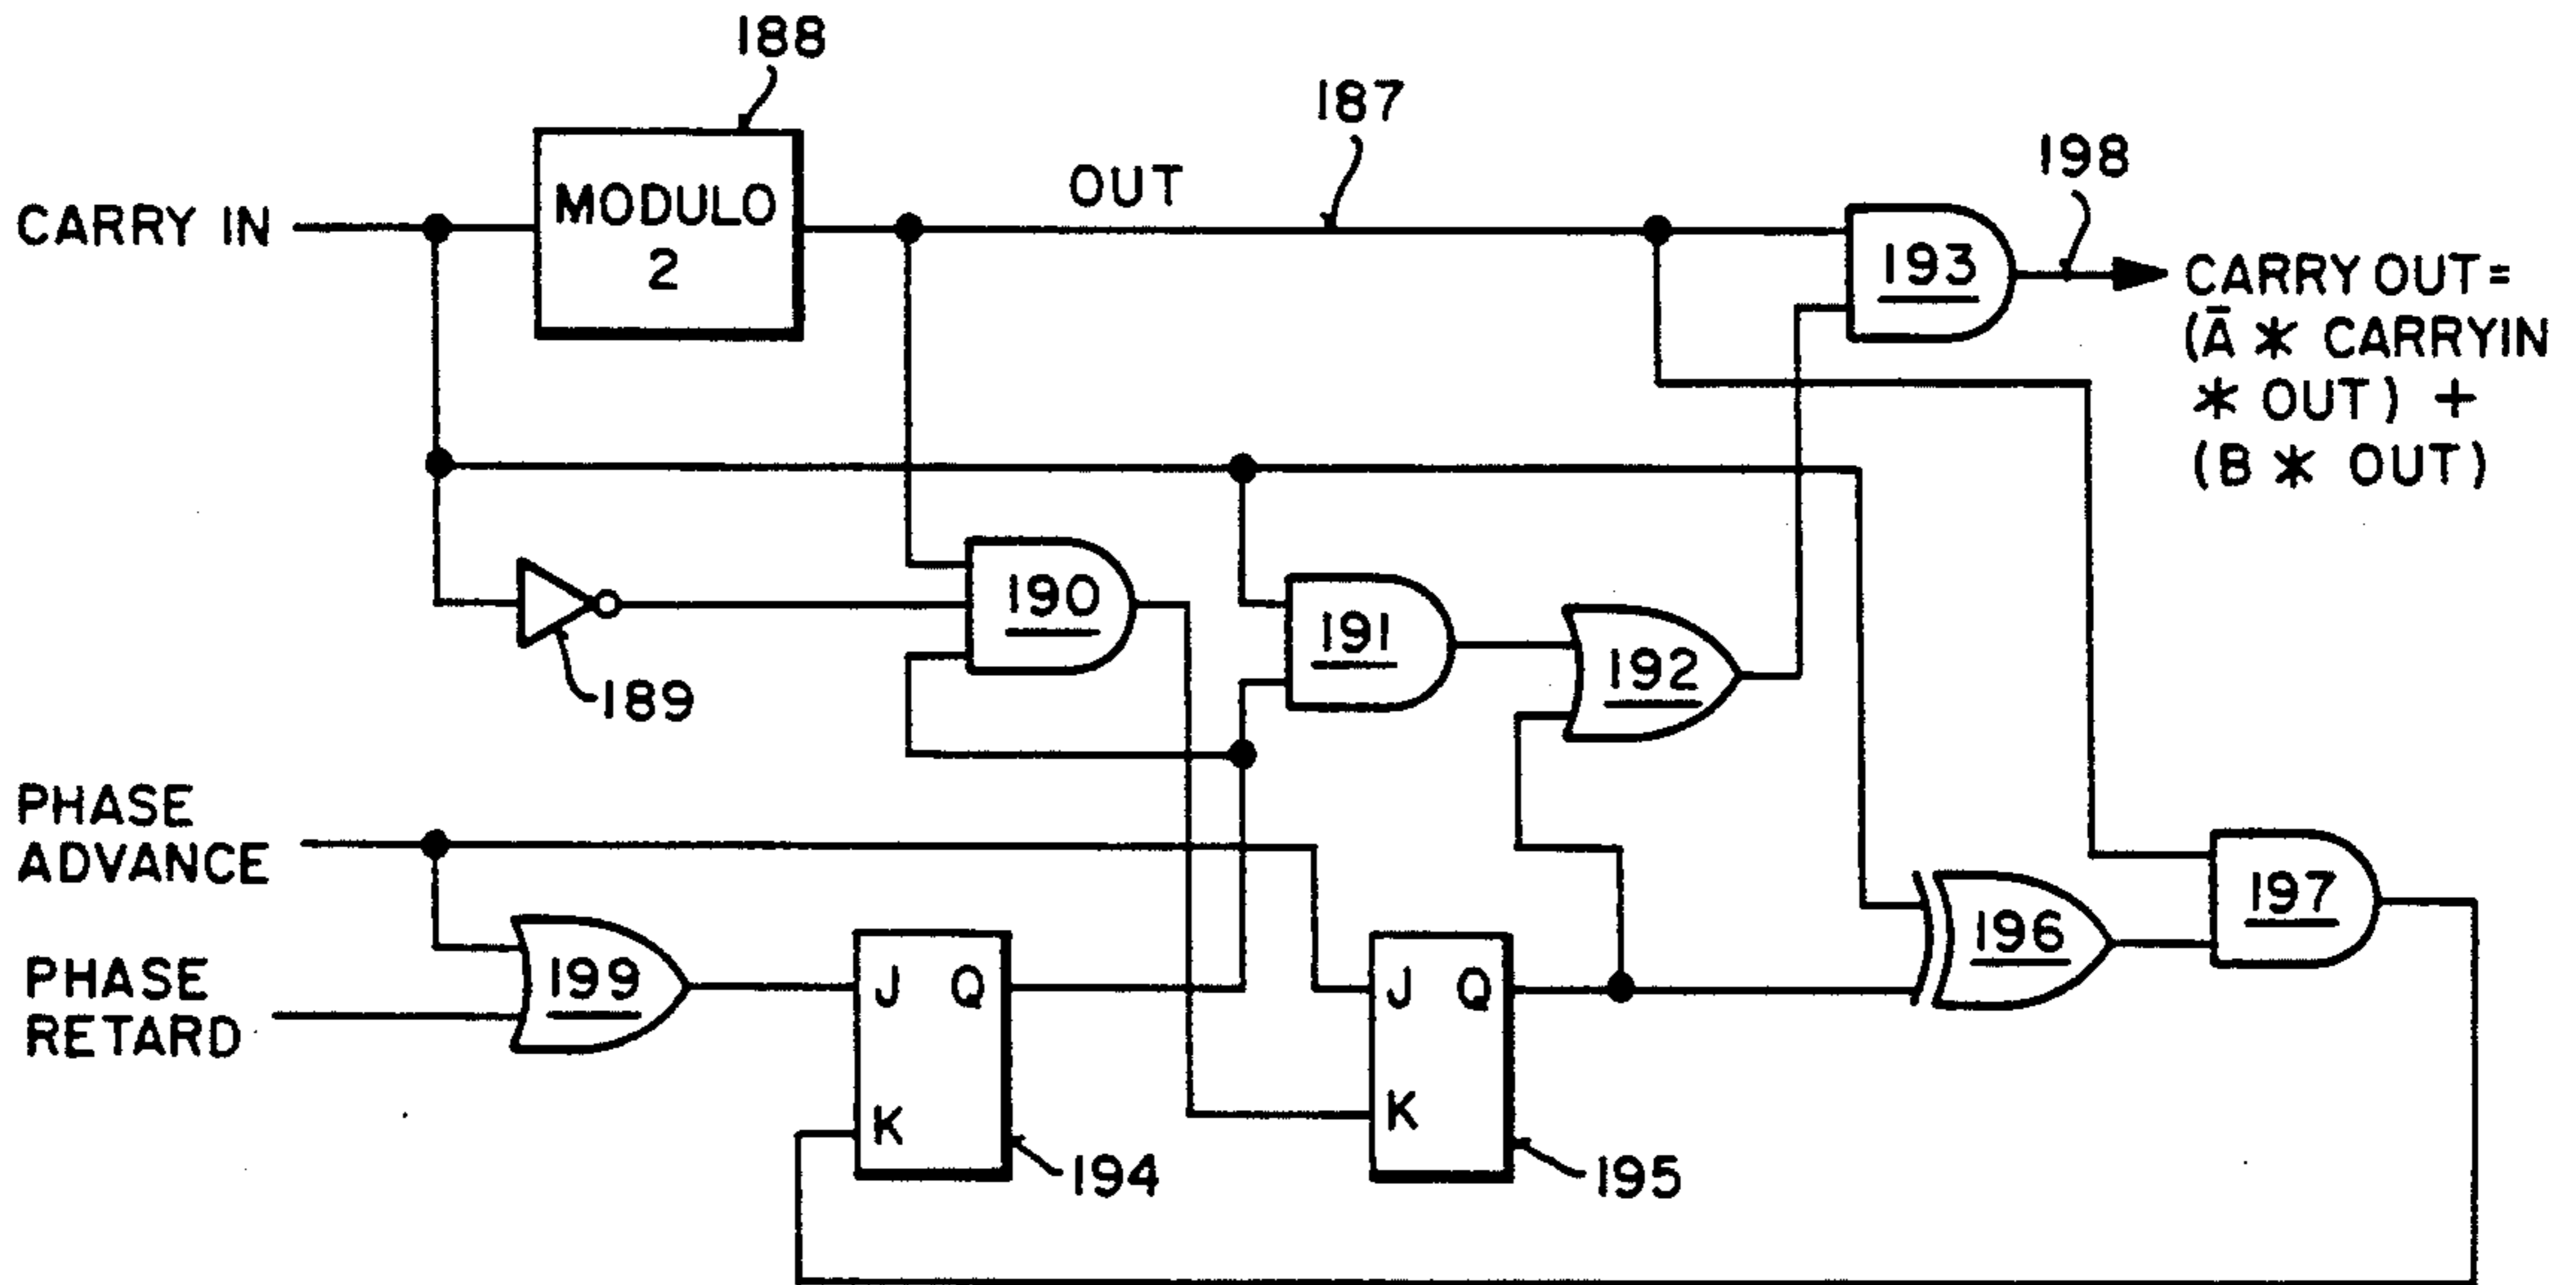 188
187
198
CARRY IN
MODULO
2
OUT
193
CARRY OUT=
(Ā * CARRYIN
* OUT) +
(B * OUT)
190
191
192
189
PHASE
ADVANCE
PHASE
RETARD
199
J Q
K
194
J Q
K
195
196
197